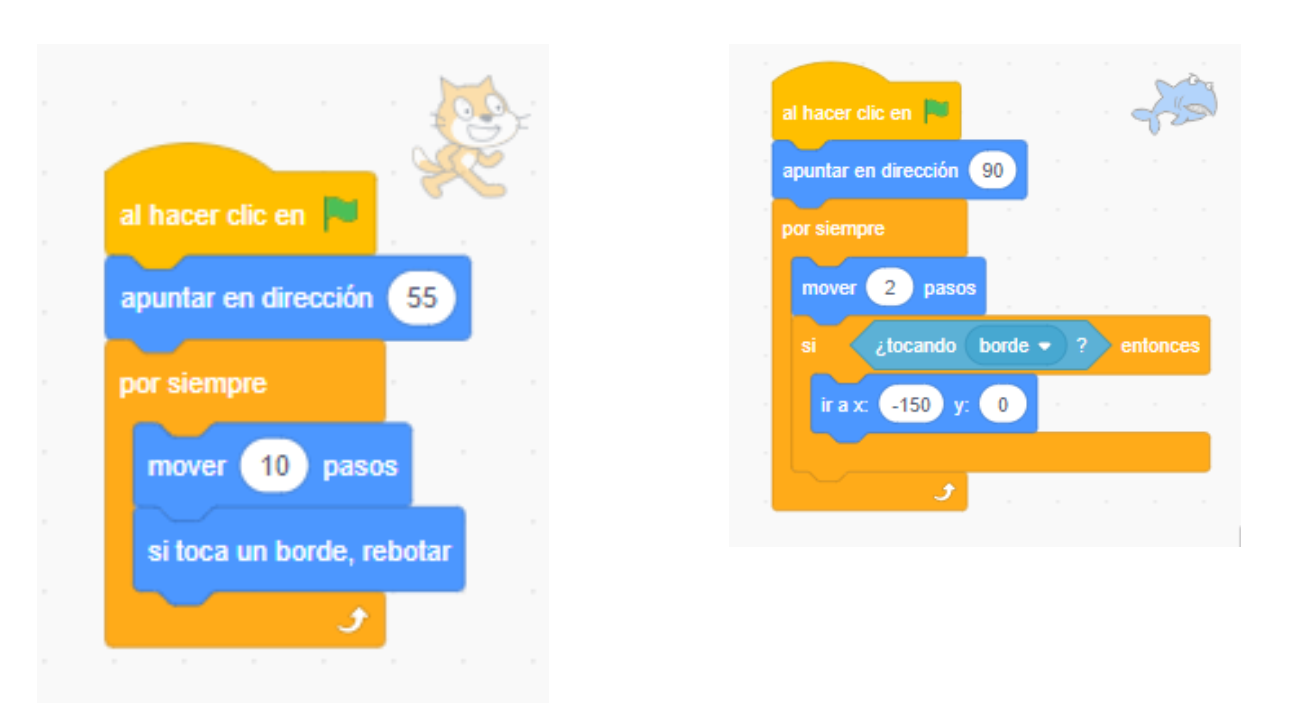 al hacer clic en
apuntar en dirección 55
por siempre
mover 10 pasos
si toca un borde, rebotar
al hacer clic en
apuntar en dirección 90
por siempre
mover 2 pasos
si ¿tocando borde ? entonces
ir a x: -150 y: 0